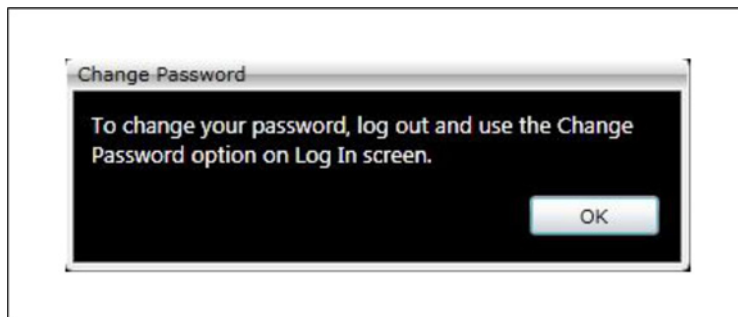 Change Password
To change your password, log out and use the Change
Password option on Log In screen.
OK